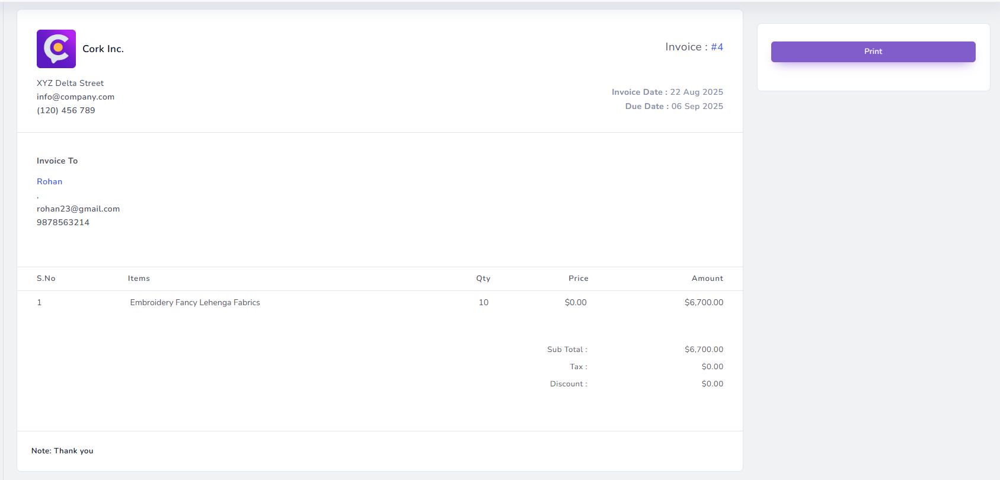 Cork Inc.
Invoice : #4
XYZ Delta Street
info@company.com
(120) 456 789
Invoice Date : 22 Aug 2025
Due Date : 06 Sep 2025
Print
Invoice To
Rohan
,
rohan23@gmail.com
9878563214
S.No Items Qty Price Amount
1 Embroidery Fancy Lehenga Fabrics 10 $0.00 $6,700.00
Sub Total : $6,700.00
Tax : $0.00
Discount : $0.00
Note: Thank you